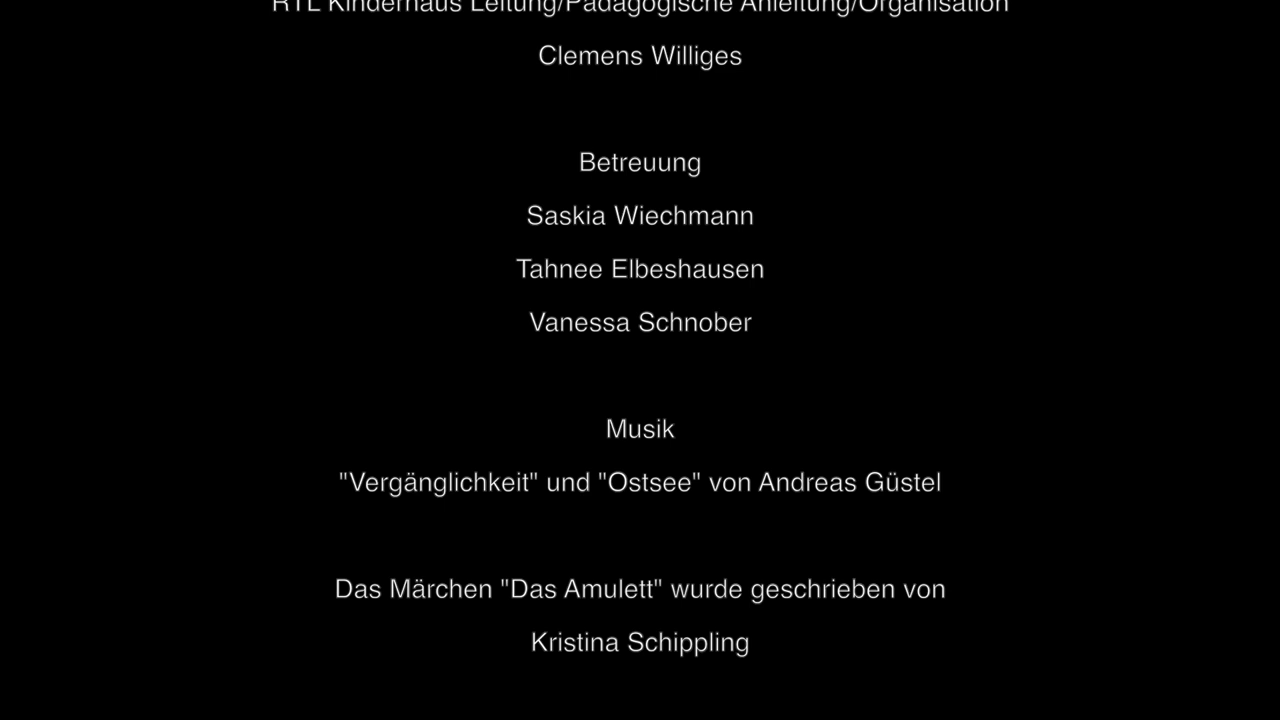 RTL Kinderhaus Leitung/Pädagogische Anleitung/Organisation
Clemens Williges
Betreuung
Saskia Wiechmann
Tahnee Elbeshausen
Vanessa Schnober
Musik
"Vergänglichkeit" und "Ostsee" von Andreas Güstel
Das Märchen "Das Amulett" wurde geschrieben von
Kristina Schippling